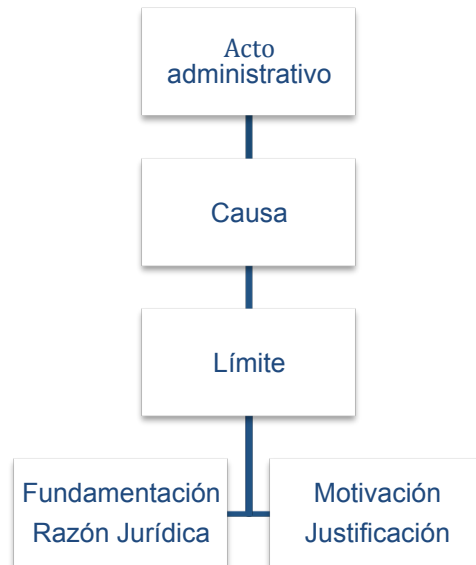 Acto
administrativo
Causa
Límite
Fundamentación
Razón Jurídica
Motivación
Justificación